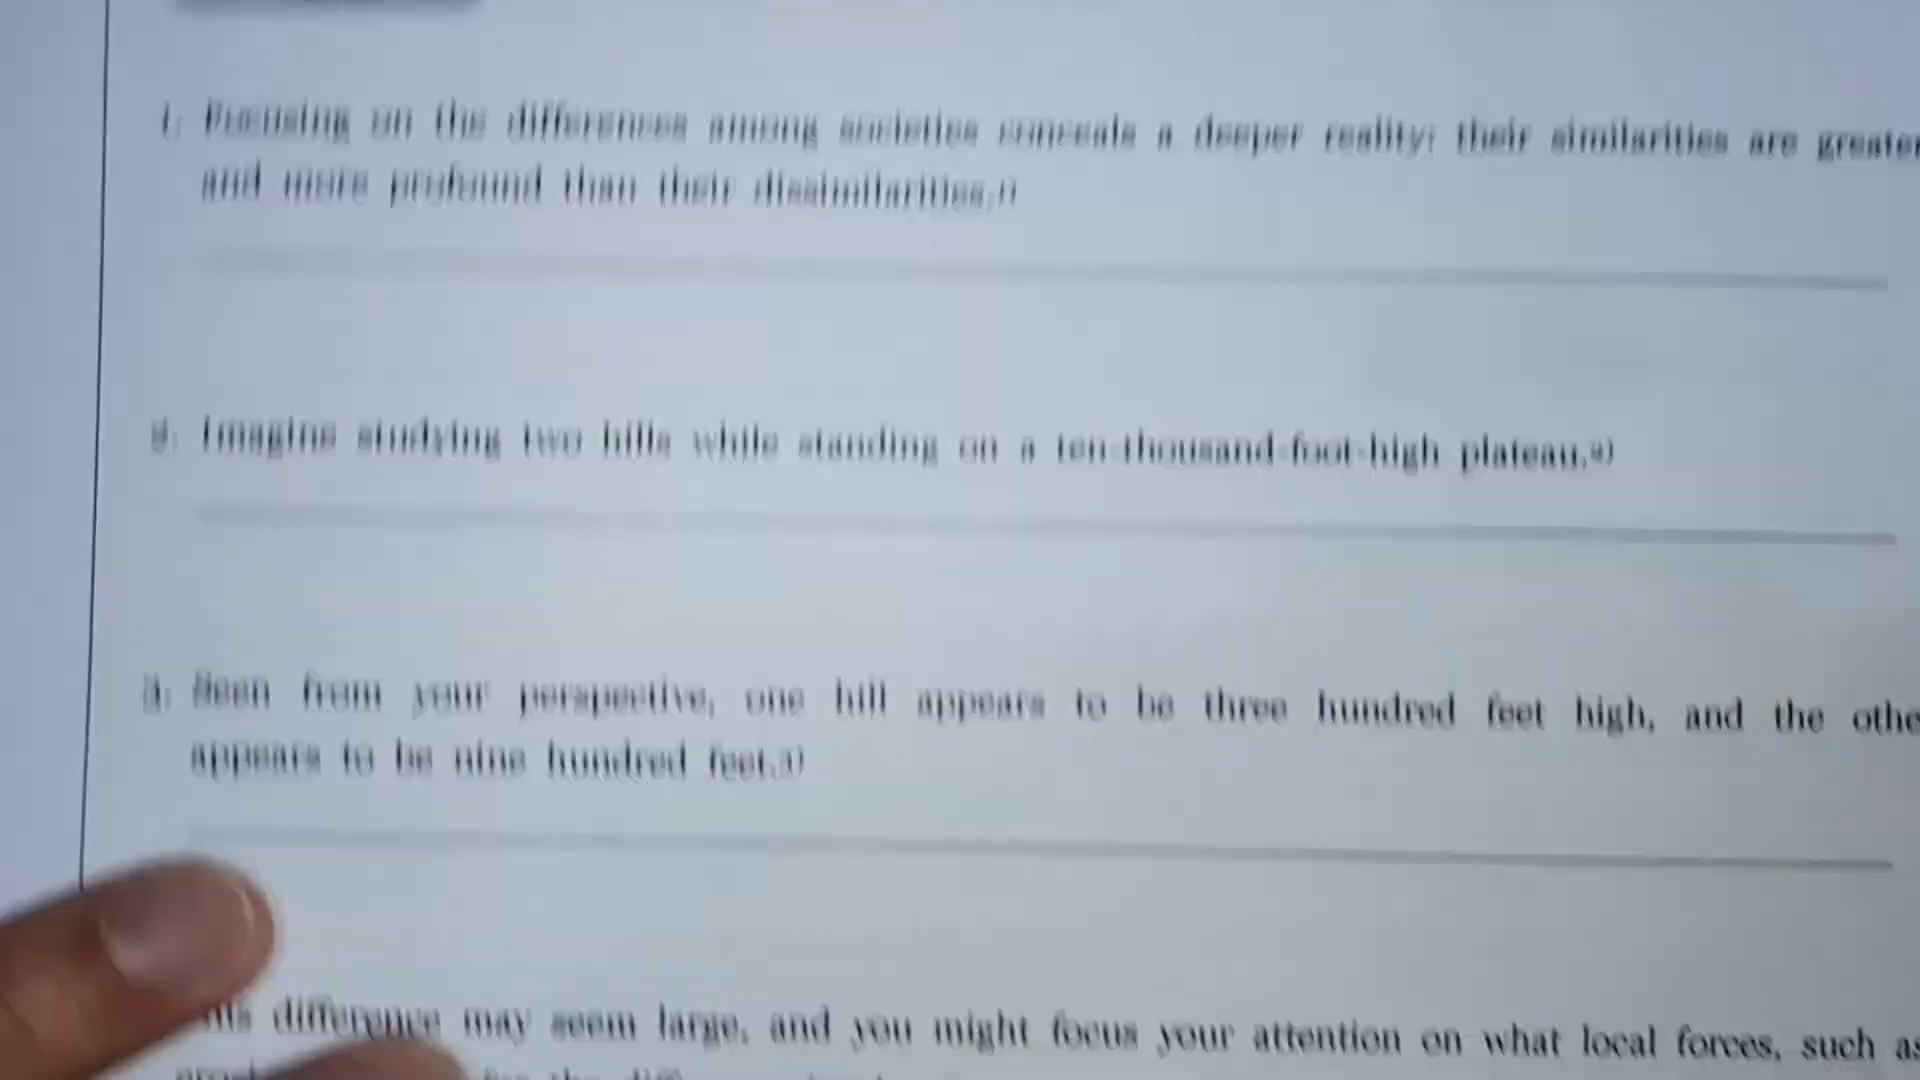 1. Focusing on the differences among societies conceals a deeper reality: their similarities are greater
and more profound than their dissimilarities.1)
2. Imagine studying two hills while standing on a ten-thousand-foot-high plateau.2)
3. Seen from your perspective, one hill appears to be three hundred feet high, and the
appears to be nine hundred feet.3)
difference may seem large, and you might focus your attention on what local forces, such as